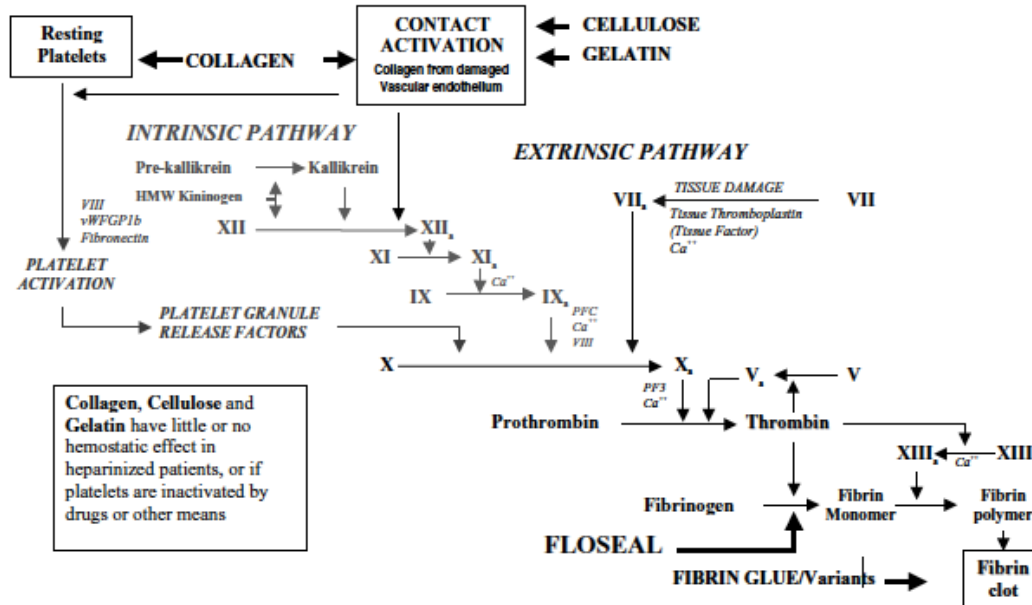 Resting
Platelets
COLLAGEN
CONTACT
ACTIVATION
Collagen from damaged
Vascular endothelium
CELLULOSE
GELATIN
INTRINSIC PATHWAY
EXTRINSIC PATHWAY
Pre-kallikrein
Kallikrein
HMW Kininogen
VIII
vWFGP1b
Fibronectin
XII
XIIa
VIIa
TISSUE DAMAGE
VII
Tissue Thromboplastin
(Tissue Factor)
Ca++
XI
XIa
PLATELET
ACTIVATION
Ca++
IX
IXa
PLATELET GRANULE
RELEASE FACTORS
PFC
Ca++
VIII
X
Xa
Va
V
PF3
Ca++
Prothrombin
Thrombin
XIIIa
Ca++
XIII
Collagen, Cellulose and
Gelatin have little or no
hemostatic effect in
heparinized patients, or if
platelets are inactivated by
drugs or other means
Fibrinogen
Fibrin
Monomer
Fibrin
polymer
FLOSEAL
FIBRIN GLUE/Variants
Fibrin
clot